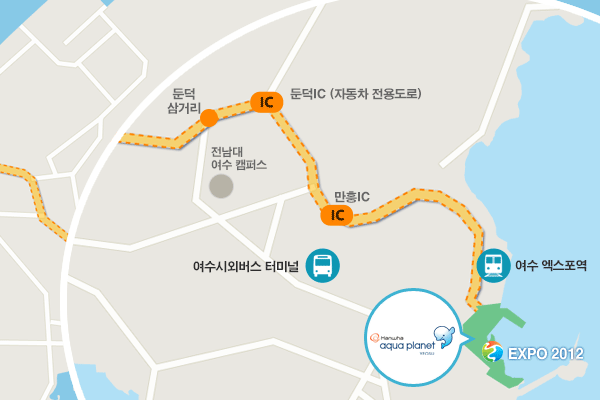 둔덕
삼거리
IC
둔덕IC (자동차 전용도로)
전남대
여수 캠퍼스
만흥IC
IC
여수시외버스 터미널
여수 엑스포역
Hanwha
aqua planet
EXPO 2012